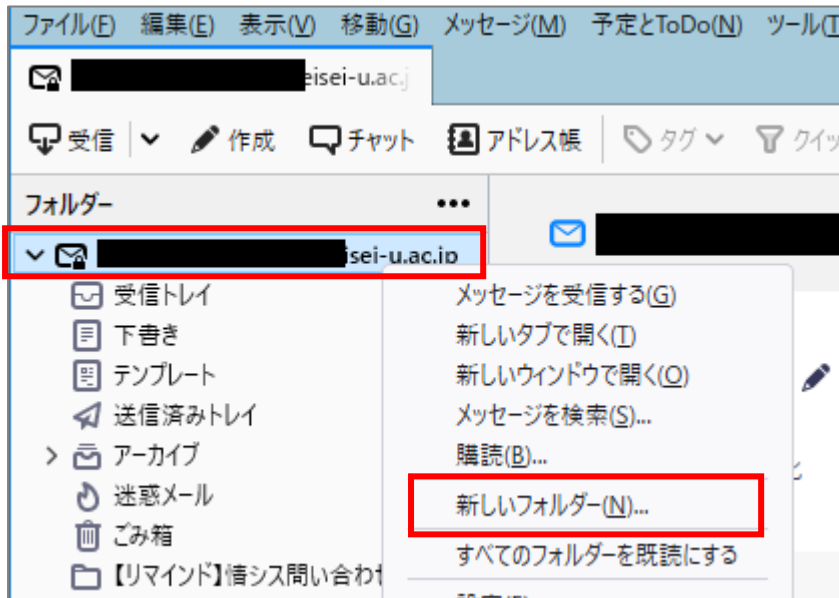 ファイル(F) 編集(E) 表示(V) 移動(G) メッセージ(M) 予定とToDo(N) ツール(T
eisei-u.ac.j
受信 作成 チャット アドレス帳 タグ クイッ
フォルダー
isei-u.ac.jp
受信トレイ
下書き
テンプレート
送信済みトレイ
アーカイブ
迷惑メール
ごみ箱
【リマインド】情シス問い合わせ
メッセージを受信する(G)
新しいタブで開く(T)
新しいウィンドウで開く(O)
メッセージを検索(S)...
購読(B)...
新しいフォルダー(N)...
すべてのフォルダーを既読にする